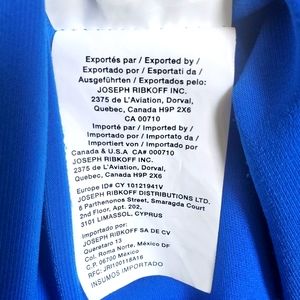 Exportés par / Exported by /
Exportado por / Esportati da /
Ausgeführten / Exportados pelo /
JOSEPH RIBKOFF INC.
2375 de L'Aviation, Dorval,
Quebec, Canada H9P 2X6
CA 00710
Importé par / Imported by /
Importado por / Importato da /
Importiert von / Importado por
Canada & U.S.A CA# 000710
JOSEPH RIBKOFF INC.
2375 de L'Aviation, Dorval,
Quebec, Canada H9P 2X6
Europe ID# CY 10121941V
JOSEPH RIBKOFF DISTRIBUTIONS LTD.
6 Parthenonos Street, Smaragda Court
2nd Floor, Apt. 202,
3101 LIMASSOL, CYPRUS
Importado por:
JOSEPH RIBKOFF SA DE CV
Queretaro 13
Col. Roma Norte, México DF
C.P. 06700 Mexico
RFC: JRI100118A16
INSUMOS IMPORTADO